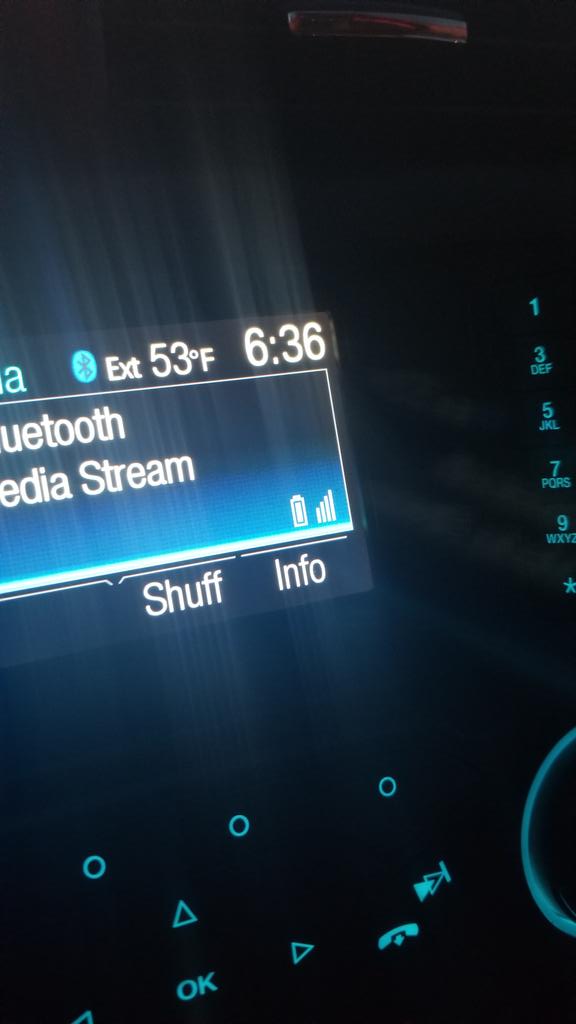 ia Ext 53°F 6:36
luetooth
edia Stream
Shuff Info
1
3
DEF
5
JKL
7
PQRS
9
WXYZ
*
OK